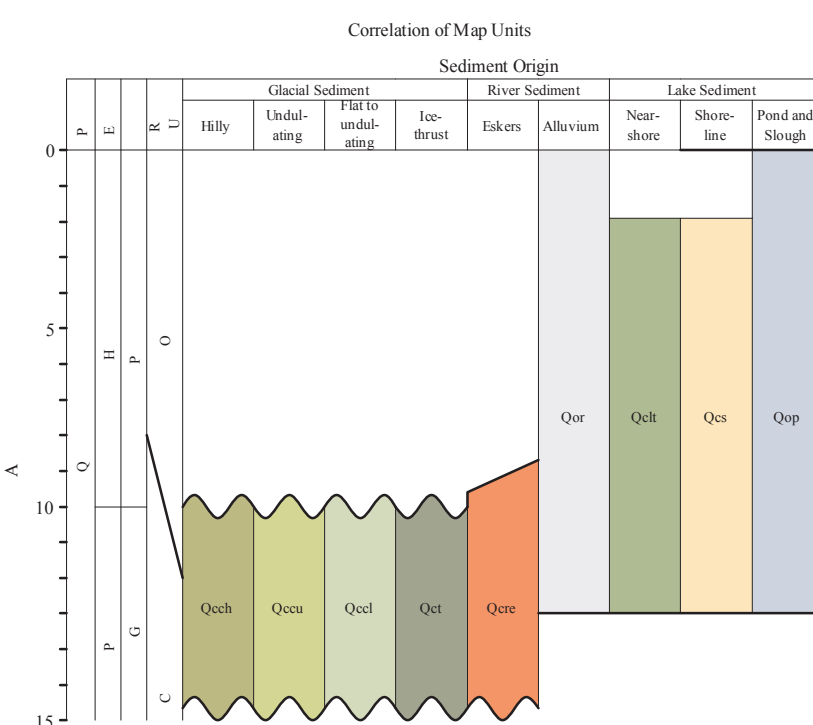 Correlation of Map Units
Sediment Origin
Glacial Sediment
River Sediment
Lake Sediment
P
E
R
U
Hilly
Undul-
ating
Flat to
undul-
ating
Ice-
thrust
Eskers
Alluvium
Near-
shore
Shore-
line
Pond and
Slough
0
5
10
15
A
Q
H
P
P
G
O
C
Qor
Qclt
Qcs
Qop
Qcch
Qccu
Qccl
Qct
Qcre